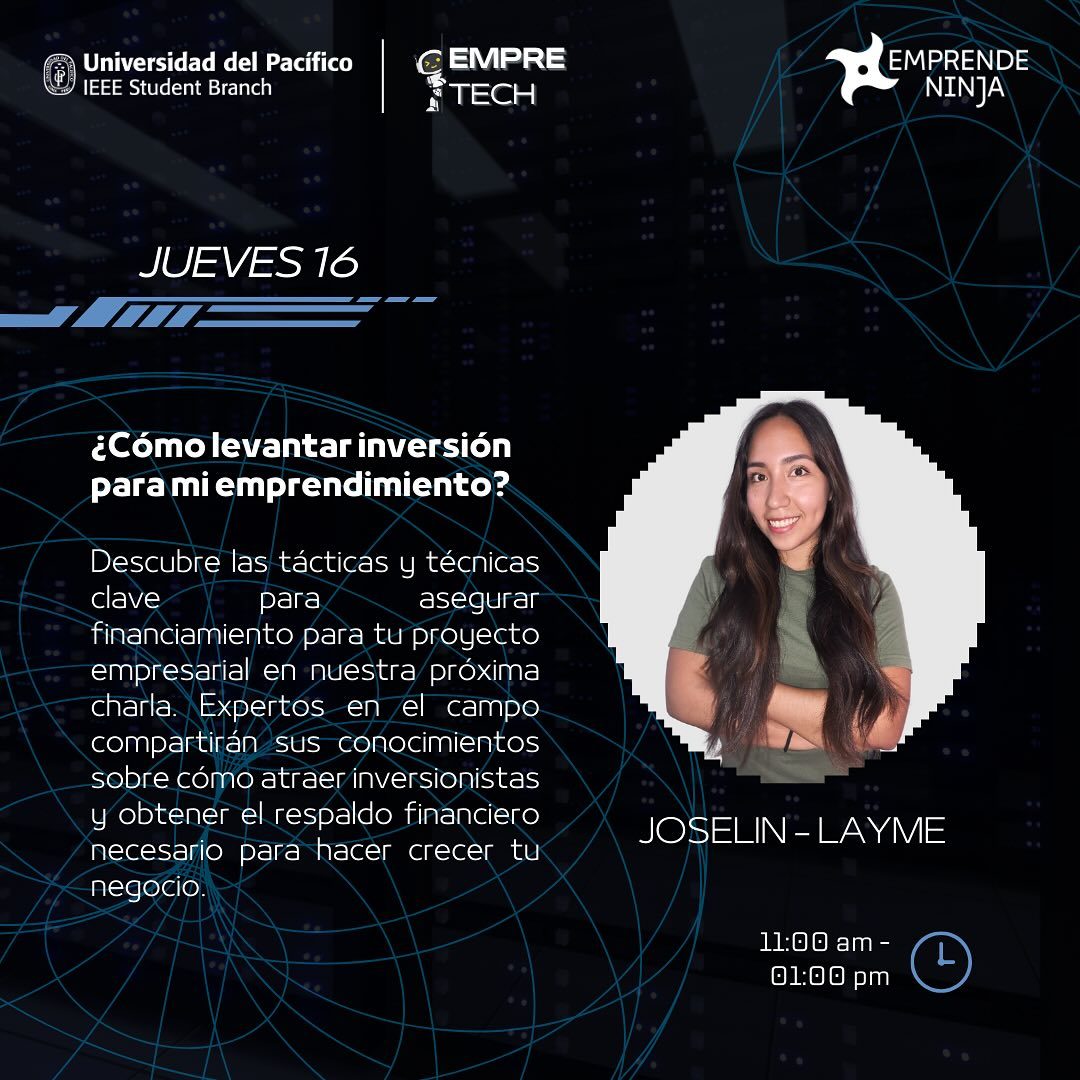 Universidad del Pacífico
IEEE Student Branch
EMPRE
TECH
EMPRENDE
NINJA
JUEVES 16
¿Cómo levantar inversión
para mi emprendimiento?
Descubre las tácticas y técnicas
clave para asegurar
financiamiento para tu proyecto
empresarial en nuestra próxima
charla. Expertos en el campo
compartirán sus conocimientos
sobre cómo atraer inversionistas
y obtener el respaldo financiero
necesario para hacer crecer tu
negocio.
JOSELIN - LAYME
11:00 am -
01:00 pm